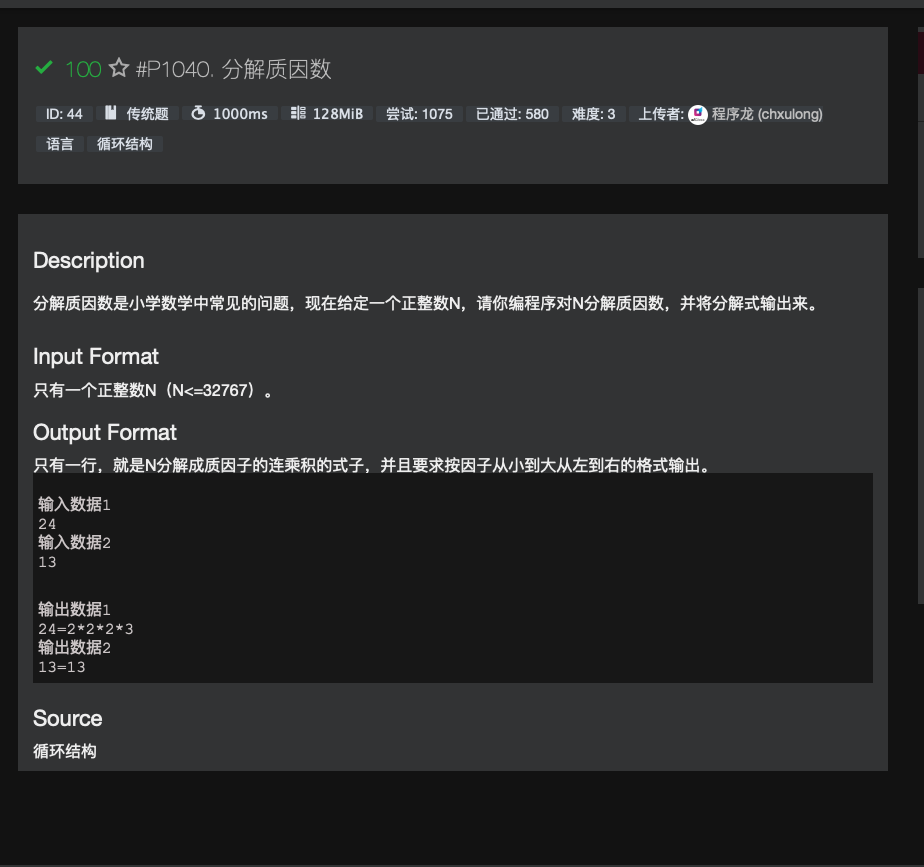 100 #P1040. 分解质因数
ID: 44 传统题 1000ms 128MiB 尝试: 1075 已通过: 580 难度: 3 上传者: 程序龙 (chxulong)
语言 循环结构
Description
分解质因数是小学数学中常见的问题，现在给定一个正整数N，请你编程序对N分解质因数，并将分解式输出来。
Input Format
只有一个正整数N（N<=32767）。
Output Format
只有一行，就是N分解成质因子的连乘积的式子，并且要求按因子从小到大从左到右的格式输出。
输入数据1
24
输入数据2
13
输出数据1
24=2*2*2*3
输出数据2
13=13
Source
循环结构